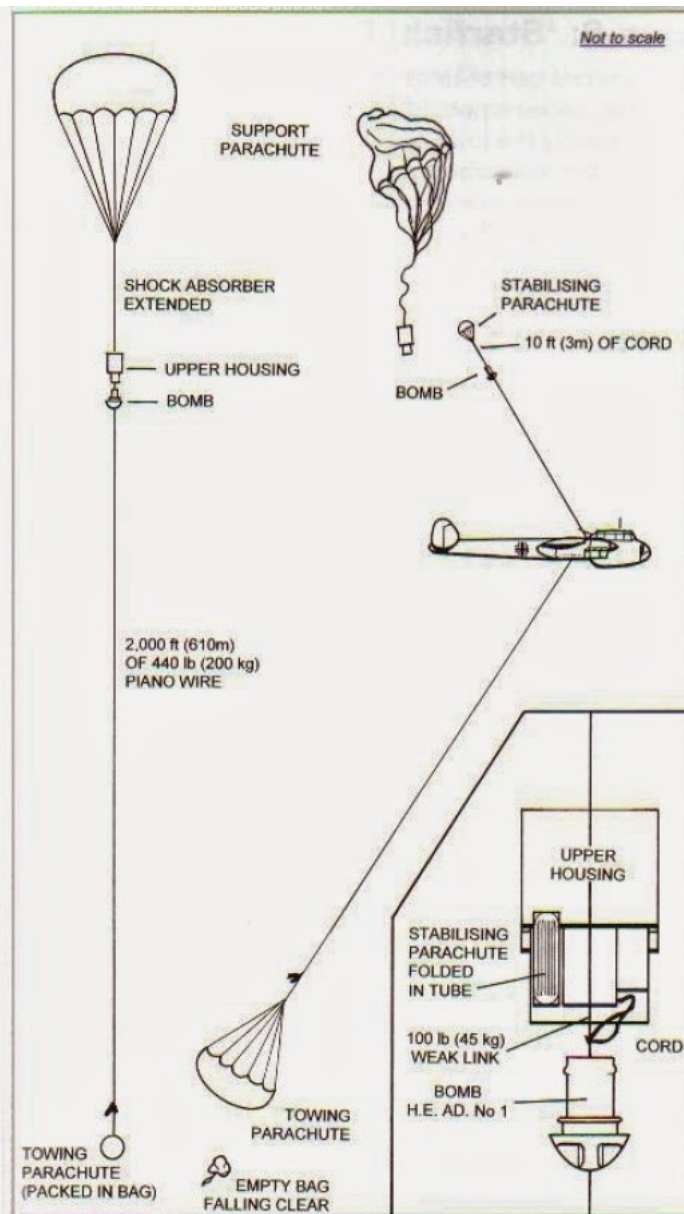 Not to scale
SUPPORT
PARACHUTE
SHOCK ABSORBER
EXTENDED
STABILISING
PARACHUTE
10 ft (3m) OF CORD
UPPER HOUSING
BOMB
BOMB
2,000 ft (610m)
OF 440 lb (200 kg)
PIANO WIRE
UPPER
HOUSING
STABILISING
PARACHUTE
FOLDED
IN TUBE
100 lb (45 kg)
WEAK LINK
CORD
BOMB
H.E. AD. No 1
TOWING
PARACHUTE
TOWING
PARACHUTE
(PACKED IN BAG)
EMPTY BAG
FALLING CLEAR